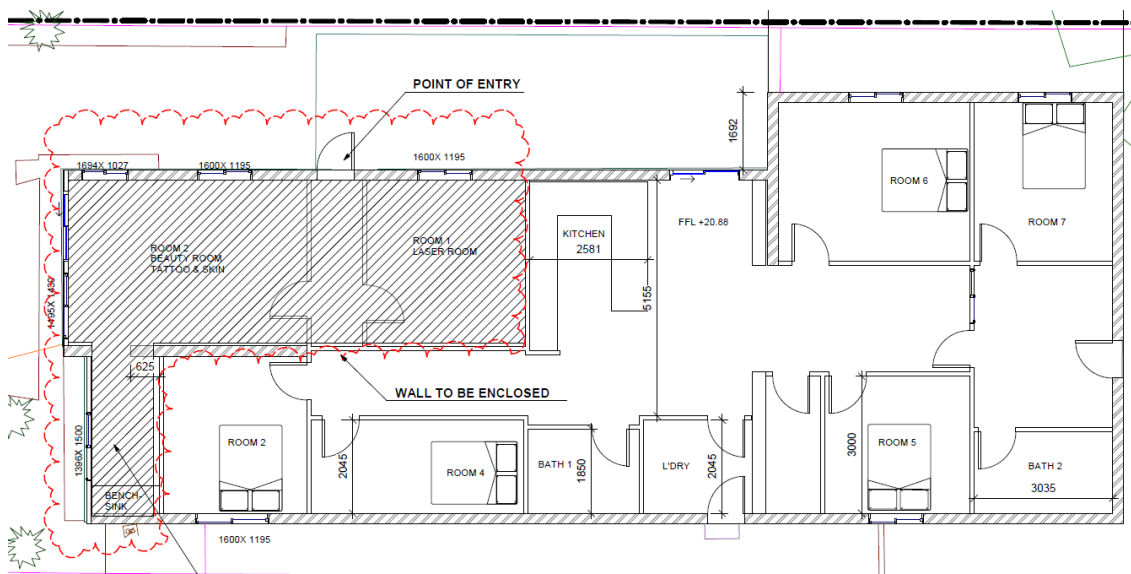 POINT OF ENTRY
1694X 1027
1600X 1195
1600X 1195
1692
ROOM 6
ROOM 7
ROOM 2
BEAUTY ROOM
TATTOO & SKIN
ROOM 1
LASER ROOM
KITCHEN
2581
FFL +20.88
1495X 1430
5155
625
WALL TO BE ENCLOSED
1396X 1500
ROOM 2
2045
ROOM 4
BATH 1
1850
L'DRY
2045
3000
ROOM 5
BATH 2
3035
BENCH-
SINK
1600X 1195